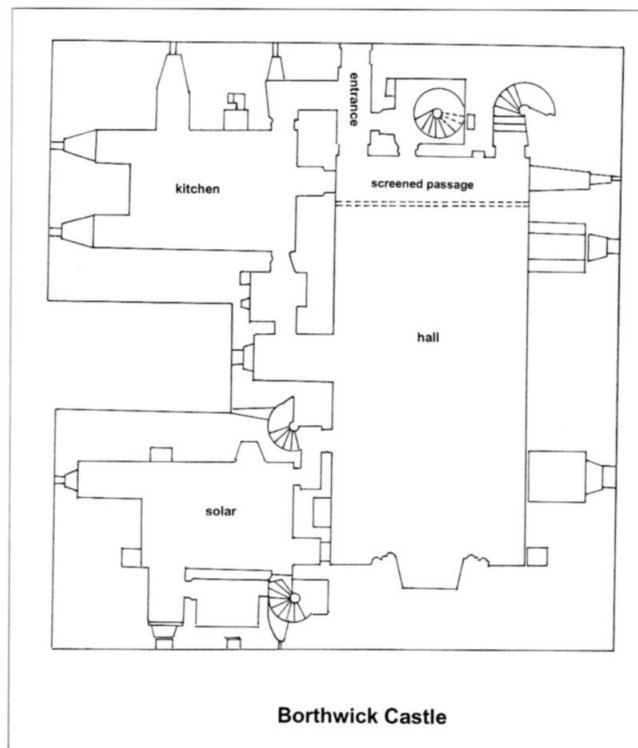 entrance
screened passage
kitchen
hall
solar
Borthwick Castle